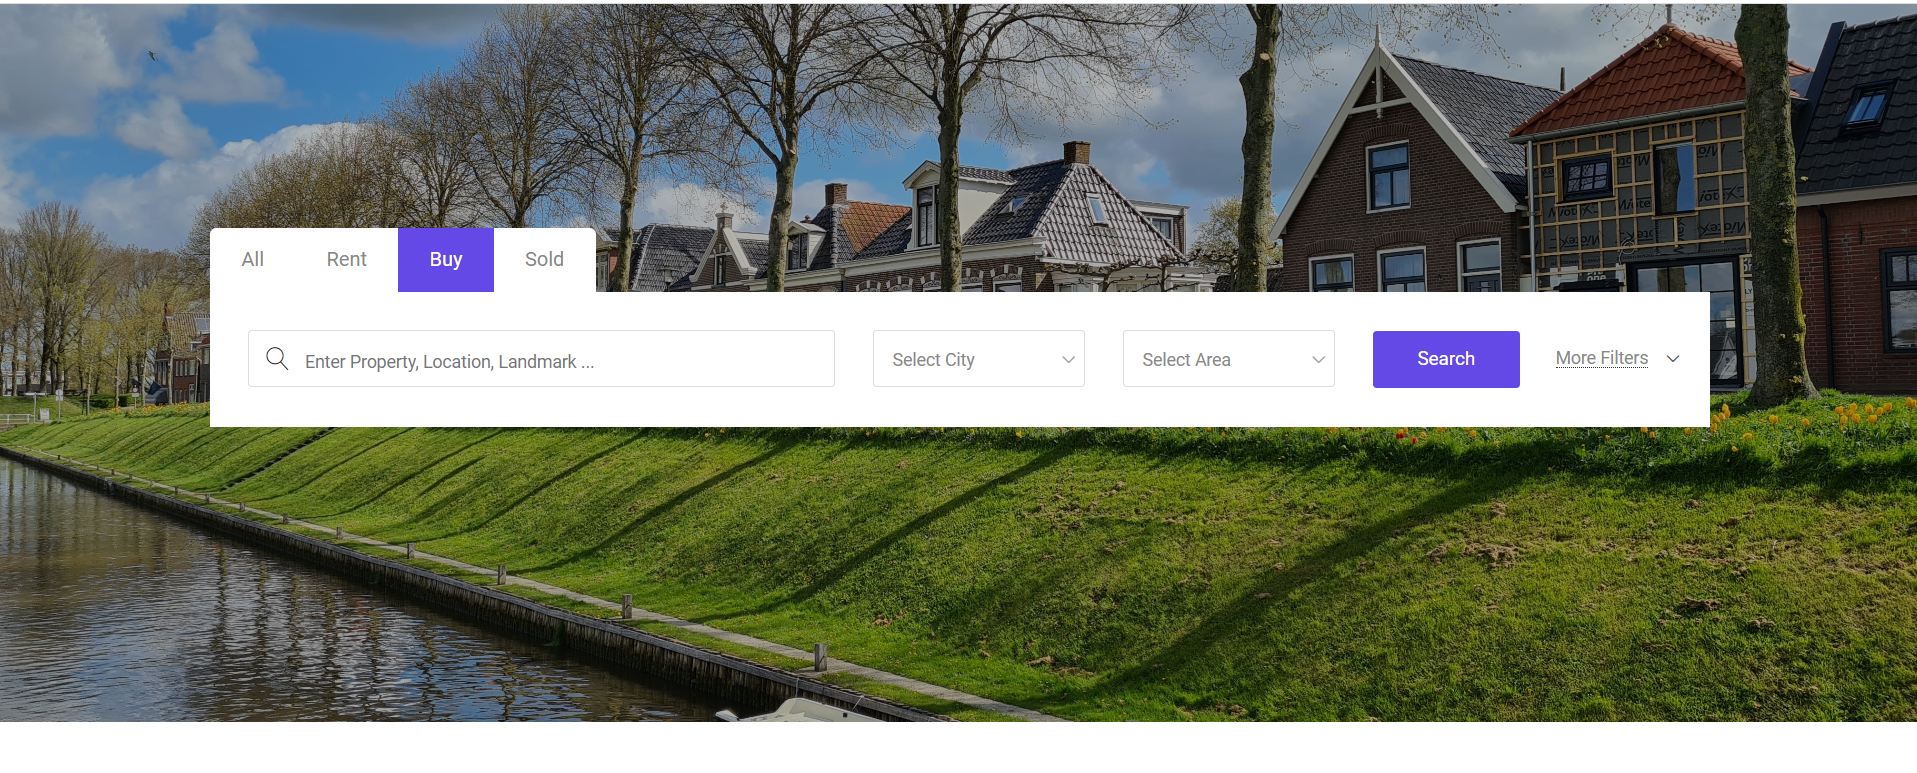 All
Rent
Buy
Sold
Enter Property, Location, Landmark ...
Select City
Select Area
Search
More Filters